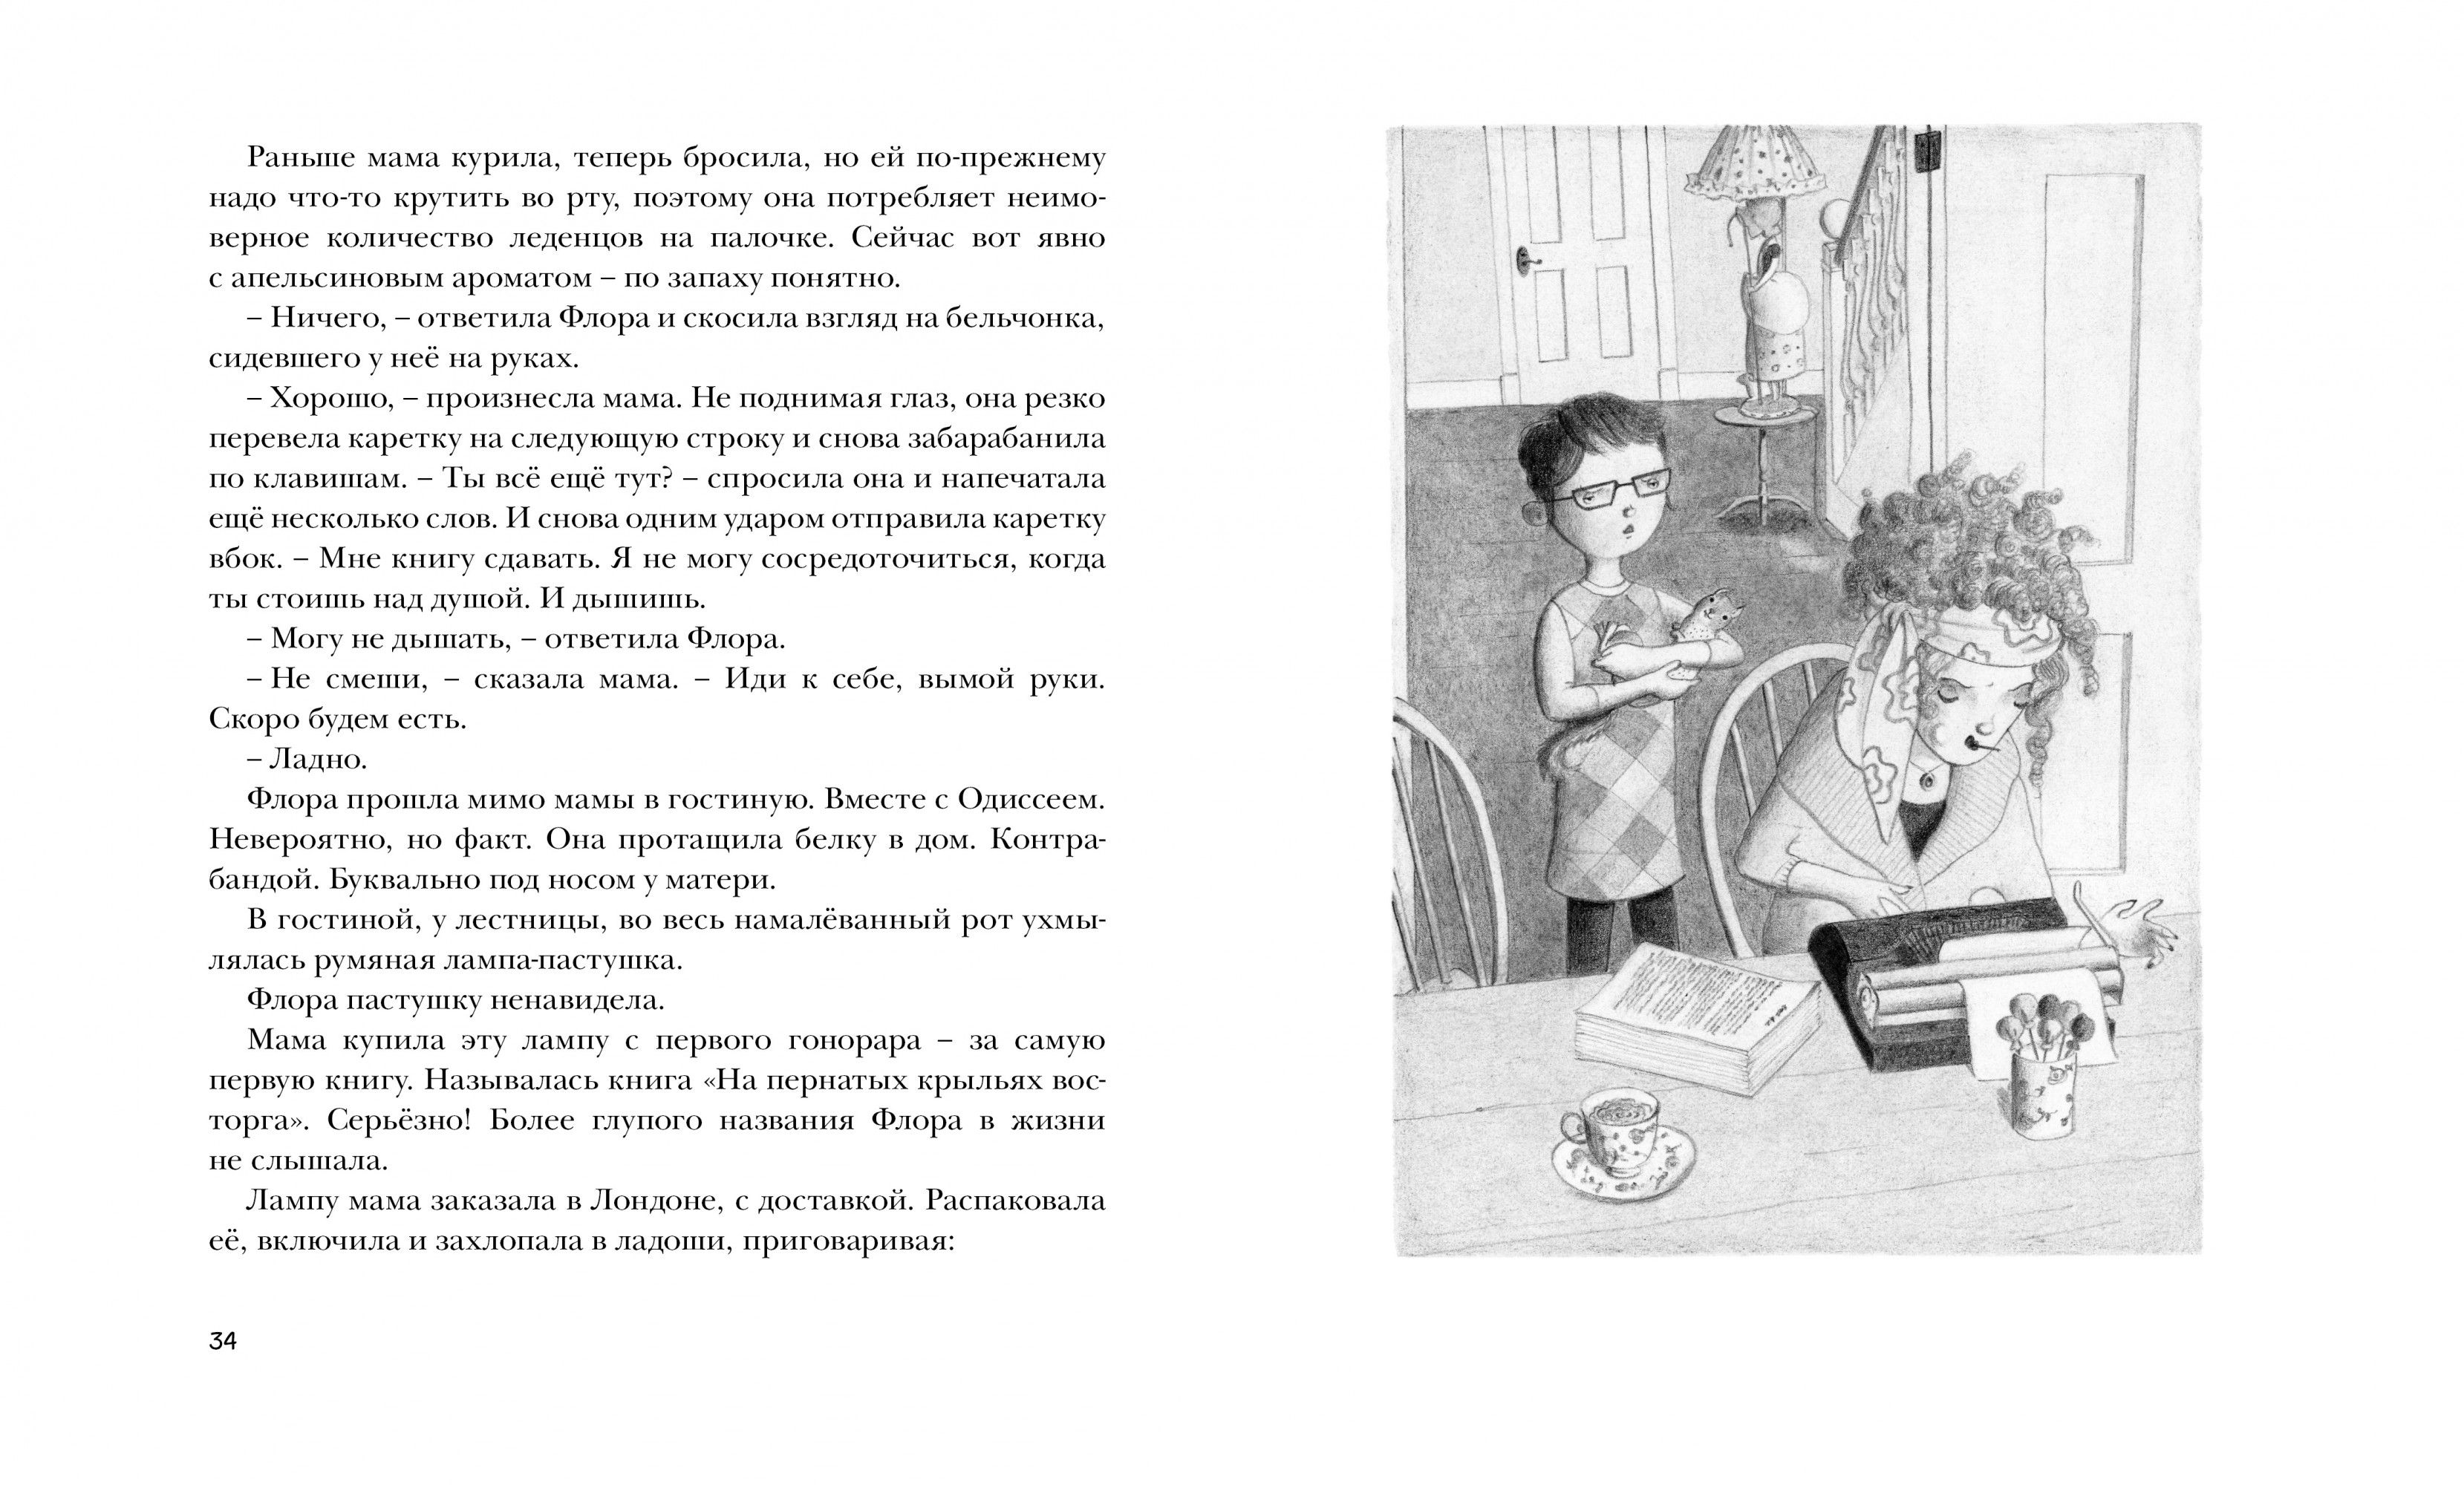 Раньше мама курила, теперь бросила, но ей по-прежнему
надо что-то крутить во рту, поэтому она потребляет неимо-
верное количество леденцов на палочке. Сейчас вот явно
с апельсиновым ароматом – по запаху понятно.
– Ничего, – ответила Флора и скосила взгляд на бельчонка,
сидевшего у неё на руках.
– Хорошо, – произнесла мама. Не поднимая глаз, она резко
перевела каретку на следующую строку и снова забарабанила
по клавишам. – Ты всё ещё тут? – спросила она и напечатала
ещё несколько слов. И снова одним ударом отправила каретку
вбок. – Мне книгу сдавать. Я не могу сосредоточиться, когда
ты стоишь над душой. И дышишь.
– Могу не дышать, – ответила Флора.
– Не смеши, – сказала мама. – Иди к себе, вымой руки.
Скоро будем есть.
– Ладно.
Флора прошла мимо мамы в гостиную. Вместе с Одиссеем.
Невероятно, но факт. Она протащила белку в дом. Контра-
бандой. Буквально под носом у матери.
В гостиной, у лестницы, во весь намалёванный рот ухмы-
лялась румяная лампа-пастушка.
Флора пастушку ненавидела.
Мама купила эту лампу с первого гонорара – за самую
первую книгу. Называлась книга «На пернатых крыльях вос-
торга». Серьёзно! Более глупого названия Флора в жизни
не слышала.
Лампу мама заказала в Лондоне, с доставкой. Распаковала
её, включила и захлопала в ладоши, приговаривая:
34